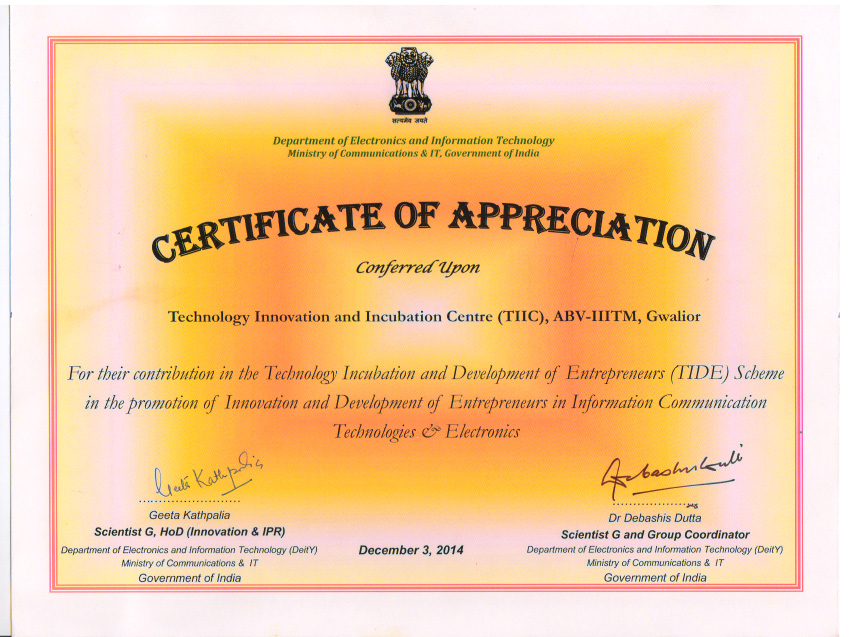 सत्यमेव जयते
Department of Electronics and Information Technology
Ministry of Communications & IT, Government of India
CERTIFICATE OF APPRECIATION
Conferred Upon
Technology Innovation and Incubation Centre (TIIC), ABV-IIITM, Gwalior
For their contribution in the Technology Incubation and Development of Entrepreneurs (TIDE) Scheme
in the promotion of Innovation and Development of Entrepreneurs in Information Communication
Technologies & Electronics
Geeta Kathpalia
Geeta Kathpalia
Scientist G, HoD (Innovation & IPR)
Department of Electronics and Information Technology (DeitY)
Ministry of Communications & IT
Government of India
December 3, 2014
Dr Debashis Dutta
Scientist G and Group Coordinator
Department of Electronics and Information Technology (DeitY)
Ministry of Communications & IT
Government of India